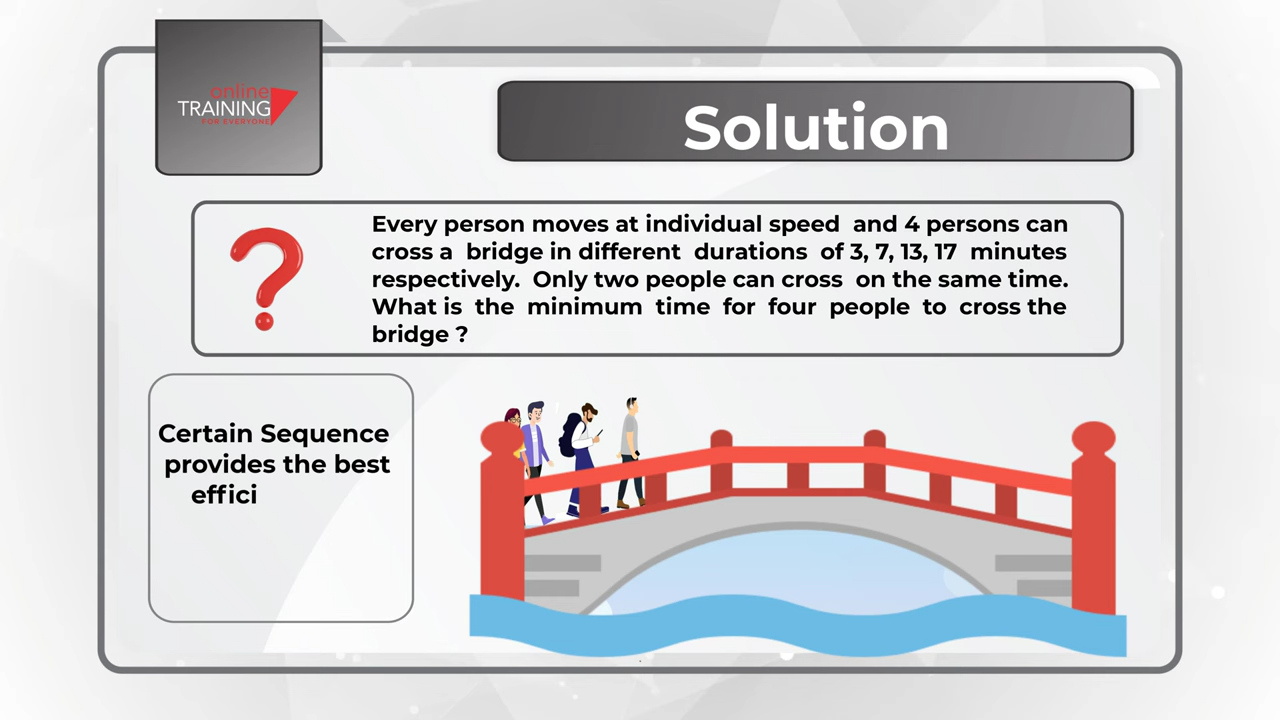 online
TRAINING
FOR EVERYONE
Solution
Every person moves at individual speed and 4 persons can
cross a bridge in different durations of 3, 7, 13, 17 minutes
respectively. Only two people can cross on the same time.
What is the minimum time for four people to cross the
bridge ?
Certain Sequence
provides the best
effici